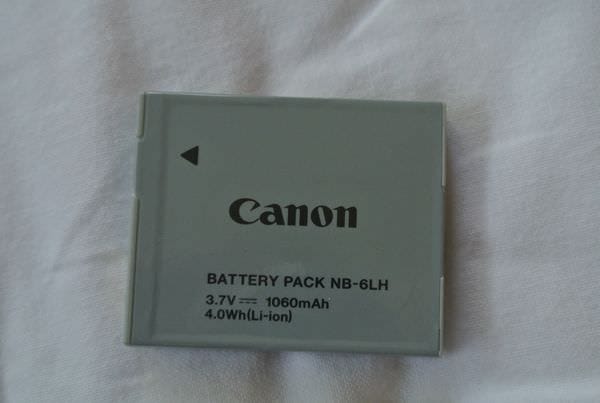 Canon
BATTERY PACK NB-6LH
3.7V⎓ 1060mAh
4.0Wh(Li-ion)